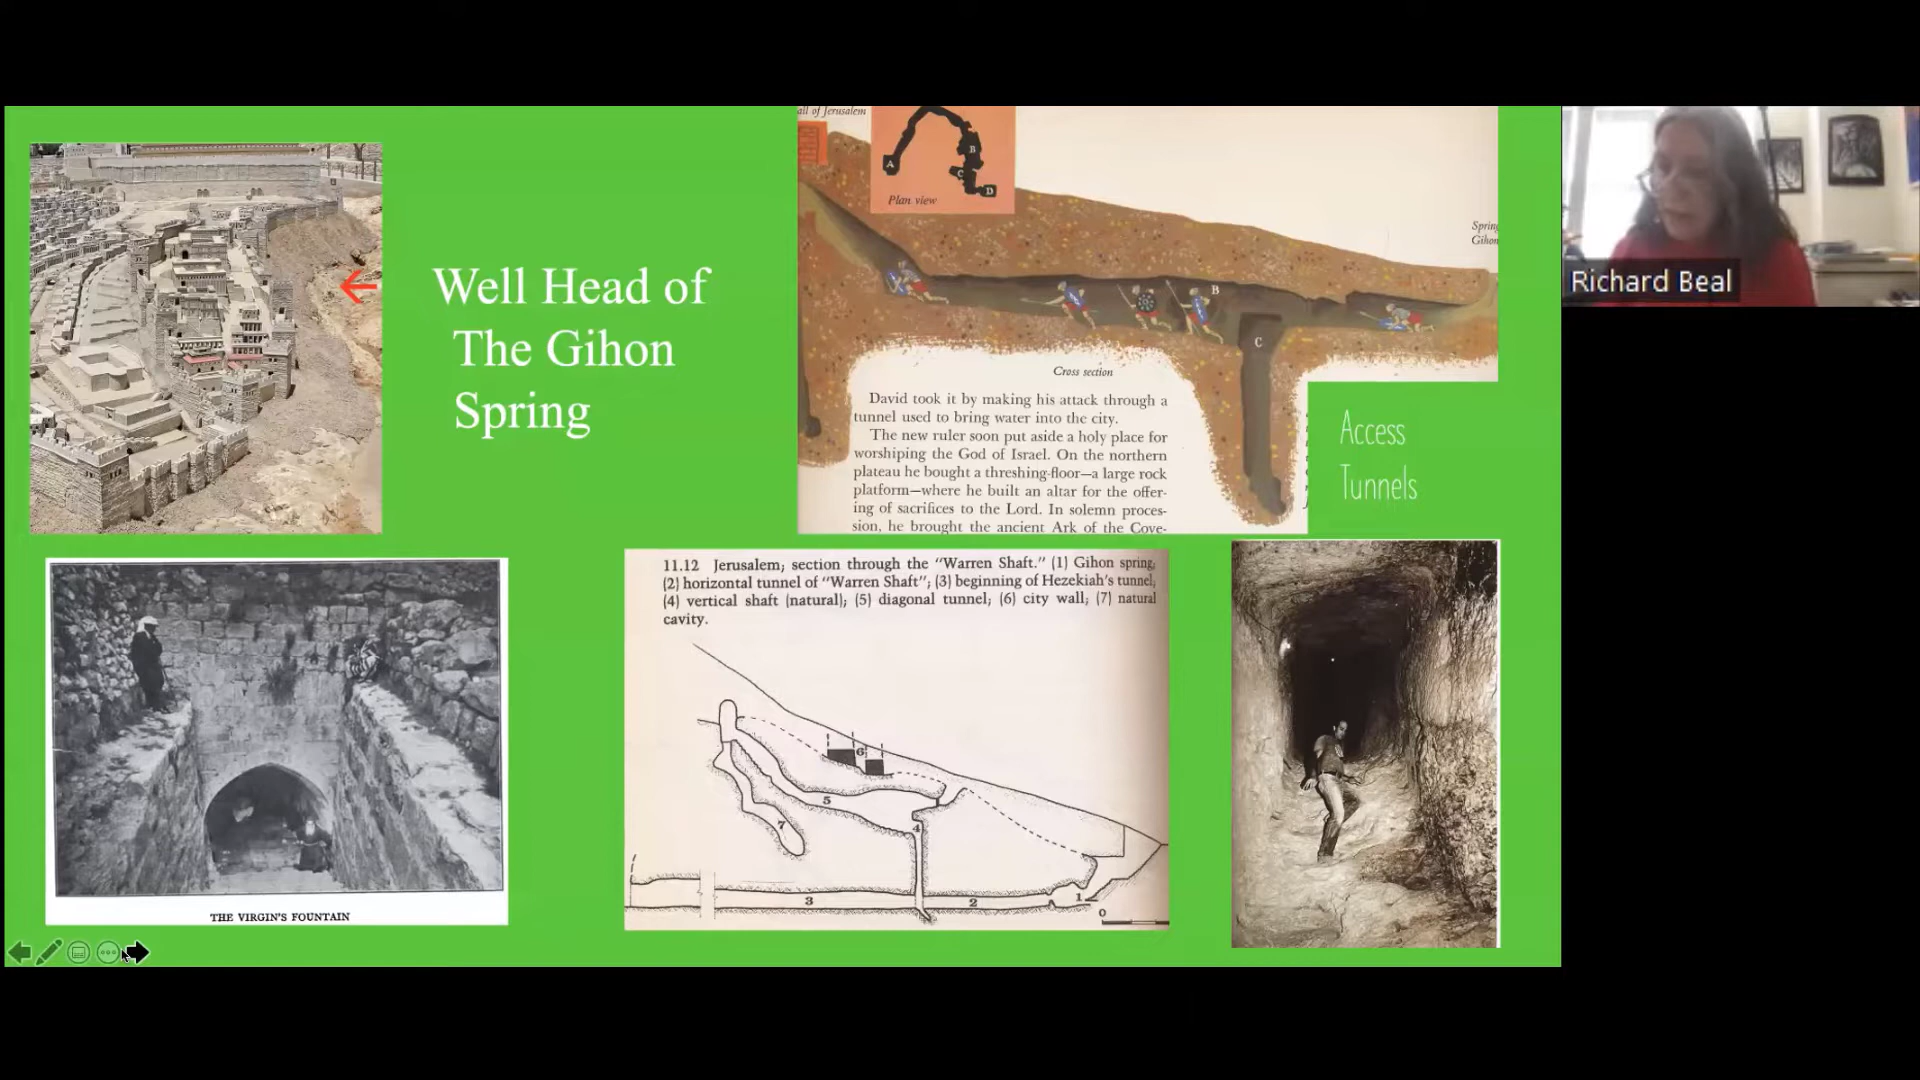 Well Head of
The Gihon
Spring
all of Jerusalem
A
B
C
D
Plan view
Spring
Gihon
B
C
Cross section
David took it by making his attack through a
tunnel used to bring water into the city.
The new ruler soon put aside a holy place for
worshiping the God of Israel. On the northern
plateau he bought a threshing-floor—a large rock
platform—where he built an altar for the offer-
ing of sacrifices to the Lord. In solemn proces-
sion, he brought the ancient Ark of the Cove-
Access
Tunnels
Richard Beal
THE VIRGIN'S FOUNTAIN
11.12 Jerusalem; section through the "Warren Shaft." (1) Gihon spring;
(2) horizontal tunnel of "Warren Shaft"; (3) beginning of Hezekiah's tunnel;
(4) vertical shaft (natural); (5) diagonal tunnel; (6) city wall; (7) natural
cavity.
6
5
7
4
3
2
1
0